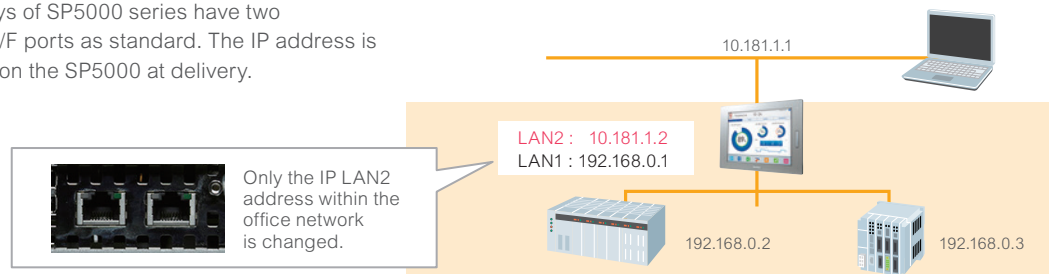 ys of SP5000 series have two
/F ports as standard. The IP address is
on the SP5000 at delivery.
10.181.1.1
LAN2 : 10.181.1.2
LAN1 : 192.168.0.1
Only the IP LAN2
address within the
office network
is changed.
192.168.0.2
192.168.0.3